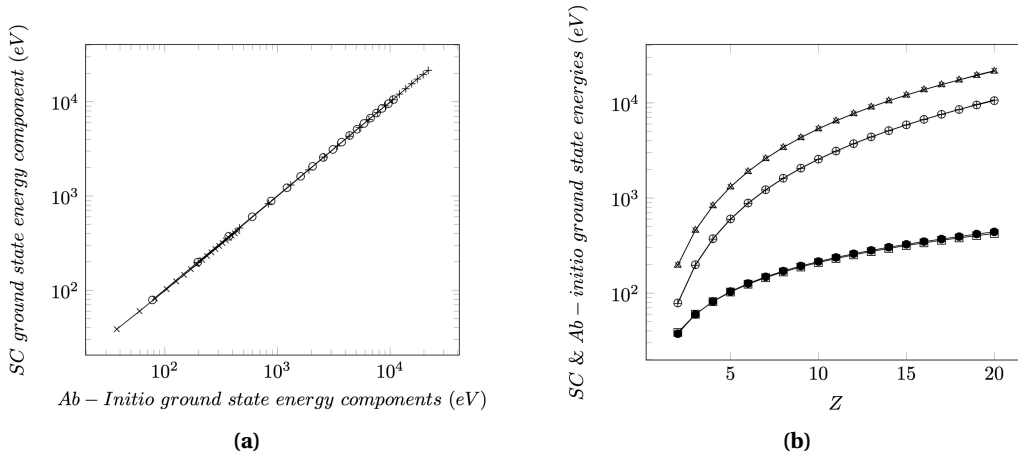 SC ground state energy component (eV)
10^4
10^3
10^2
10^2 10^3 10^4
Ab – Initio ground state energy components (eV)
(a)
SC & Ab – initio ground state energies (eV)
10^4
10^3
10^2
5 10 15 20
Z
(b)